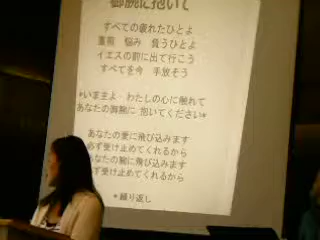 御腕に抱いて
すべての疲れたひとよ
重荷 悩み 負うひとよ
イエスの前に出て行こう
すべてを今 手放そう
*いま主よ わたしの心に触れて
あなたの御腕に 抱いてください*
あなたの愛に飛び込みます
必ず受け止めてくれるから
あなたの腕に飛び込みます
必ず受け止めてくれるから
*繰り返し